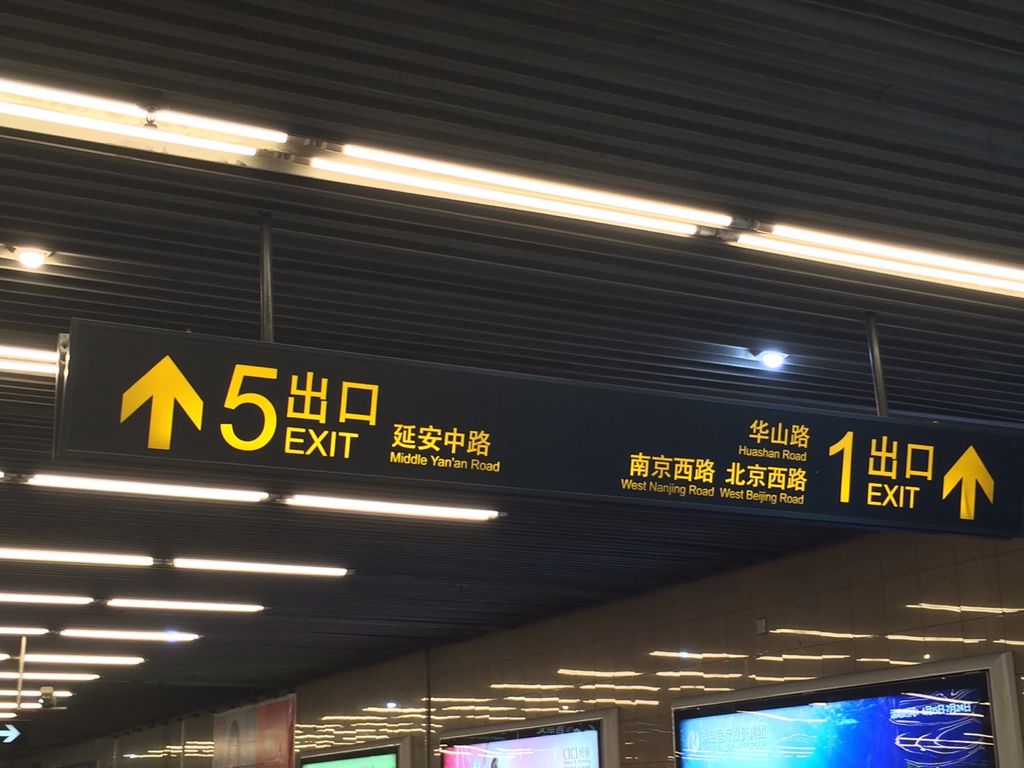 5 出口
EXIT
延安中路
Middle Yan'an Road
华山路
Huashan Road
南京西路 北京西路
West Nanjing Road West Beijing Road
1 出口
EXIT